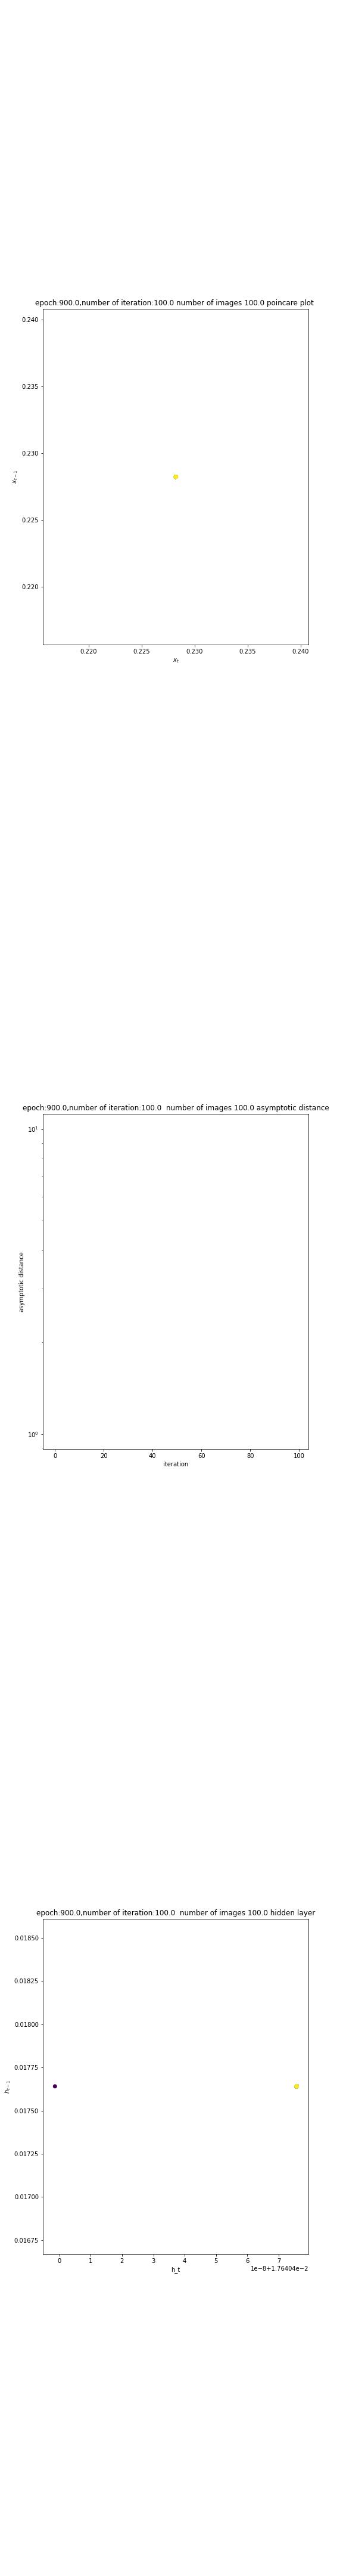 epoch:900.0,number of iteration:100.0 number of images 100.0 poincare plot
0.240
0.235
0.230
0.225
0.220
x_{t-1}
0.220 0.225 0.230 0.235 0.240
x_t
epoch:900.0,number of iteration:100.0  number of images 100.0 asymptotic distance
10^1
asymptotic distance
10^0
0 20 40 60 80 100
iteration
epoch:900.0,number of iteration:100.0  number of images 100.0 hidden layer
0.01850
0.01825
0.01800
0.01775
0.01750
0.01725
0.01700
0.01675
h_{t-1}
0 1 2 3 4 5 6 7
h_t
1e−8+1.76404e−2